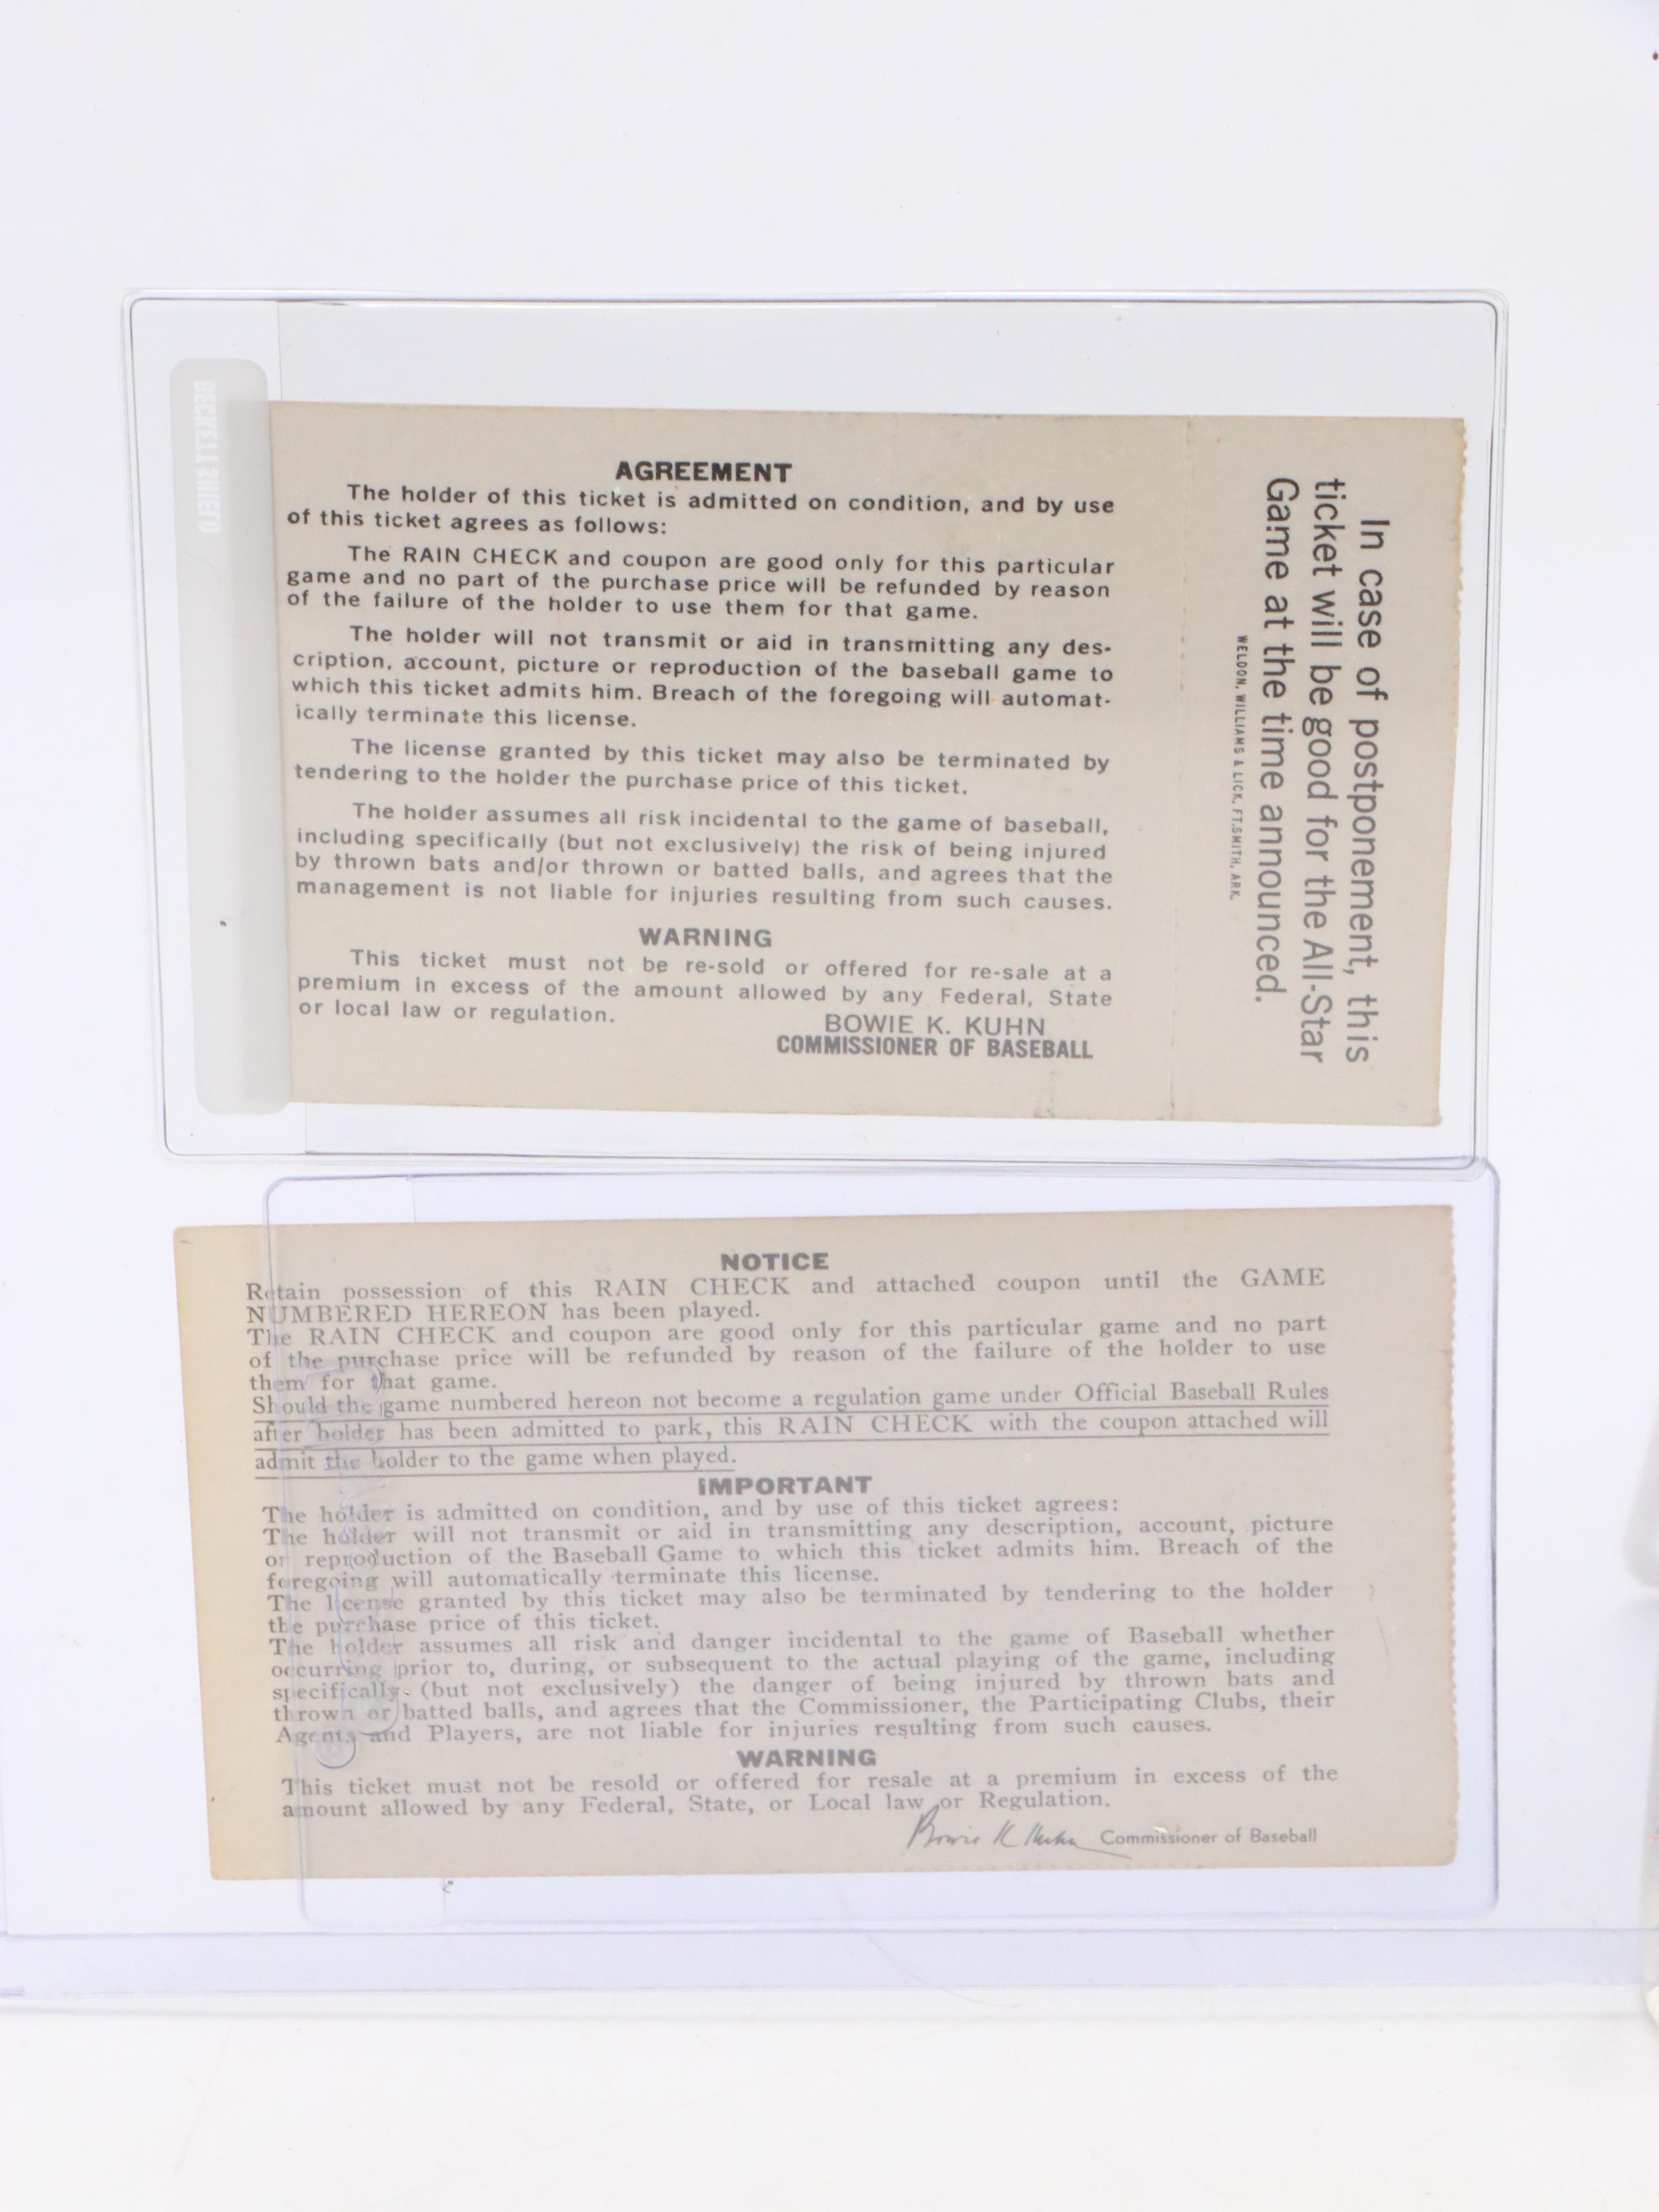 BECKETT SHIELD
AGREEMENT
The holder of this ticket is admitted on condition, and by use
of this ticket agrees as follows:
The RAIN CHECK and coupon are good only for this particular
game and no part of the purchase price will be refunded by reason
of the failure of the holder to use them for that game.
The holder will not transmit or aid in transmitting any des-
cription, account, picture or reproduction of the baseball game to
which this ticket admits him. Breach of the foregoing will automat-
ically terminate this license.
The license granted by this ticket may also be terminated by
tendering to the holder the purchase price of this ticket.
The holder assumes all risk incidental to the game of baseball,
including specifically (but not exclusively) the risk of being injured
by thrown bats and/or thrown or batted balls, and agrees that the
management is not liable for injuries resulting from such causes.
WARNING
This ticket must not be re-sold or offered for re-sale at a
premium in excess of the amount allowed by any Federal, State
or local law or regulation.
BOWIE K. KUHN
COMMISSIONER OF BASEBALL
In case of postponement, this
ticket will be good for the All-Star
Game at the time announced.
WELDON, WILLIAMS & LICK, FT.SMITH, ARK.
NOTICE
Retain possession of this RAIN CHECK and attached coupon until the GAME
NUMBERED HEREON has been played.
The RAIN CHECK and coupon are good only for this particular game and no part
of the purchase price will be refunded by reason of the failure of the holder to use
them for that game.
Should the game numbered hereon not become a regulation game under Official Baseball Rules
after holder has been admitted to park, this RAIN CHECK with the coupon attached will
admit the holder to the game when played.
IMPORTANT
The holder is admitted on condition, and by use of this ticket agrees:
The holder will not transmit or aid in transmitting any description, account, picture
or reproduction of the Baseball Game to which this ticket admits him. Breach of the
foregoing will automatically terminate this license.
The license granted by this ticket may also be terminated by tendering to the holder
the purchase price of this ticket.
The holder assumes all risk and danger incidental to the game of Baseball whether
occurring prior to, during, or subsequent to the actual playing of the game, including
specifically (but not exclusively) the danger of being injured by thrown bats and
thrown or batted balls, and agrees that the Commissioner, the Participating Clubs, their
Agents and Players, are not liable for injuries resulting from such causes.
WARNING
This ticket must not be resold or offered for resale at a premium in excess of the
amount allowed by any Federal, State, or Local law or Regulation.
Bowie K Kuhn Commissioner of Baseball